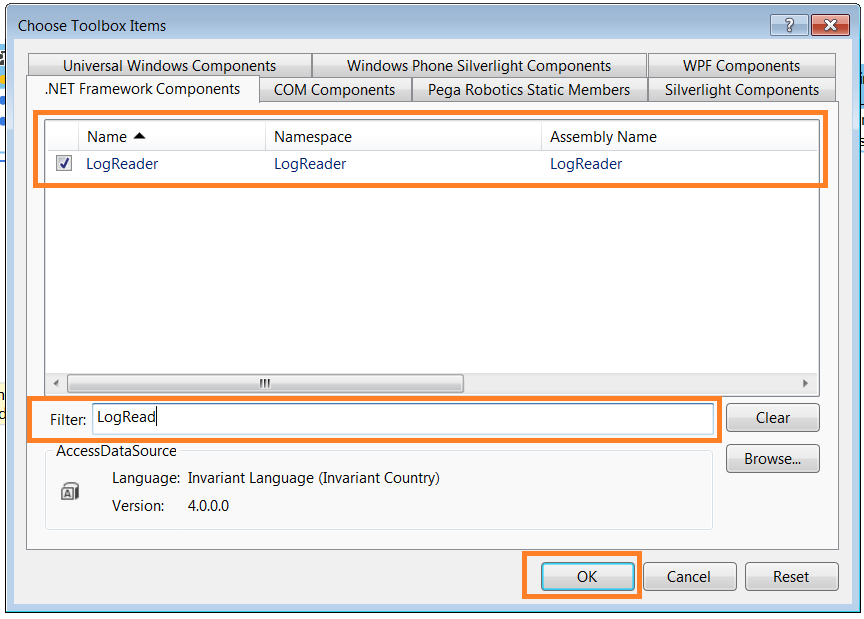 Choose Toolbox Items
Universal Windows Components Windows Phone Silverlight Components WPF Components
.NET Framework Components COM Components Pega Robotics Static Members Silverlight Components
Name Namespace Assembly Name
LogReader LogReader LogReader
Filter: LogRead Clear
AccessDataSource Browse...
Language: Invariant Language (Invariant Country)
Version: 4.0.0.0
OK Cancel Reset